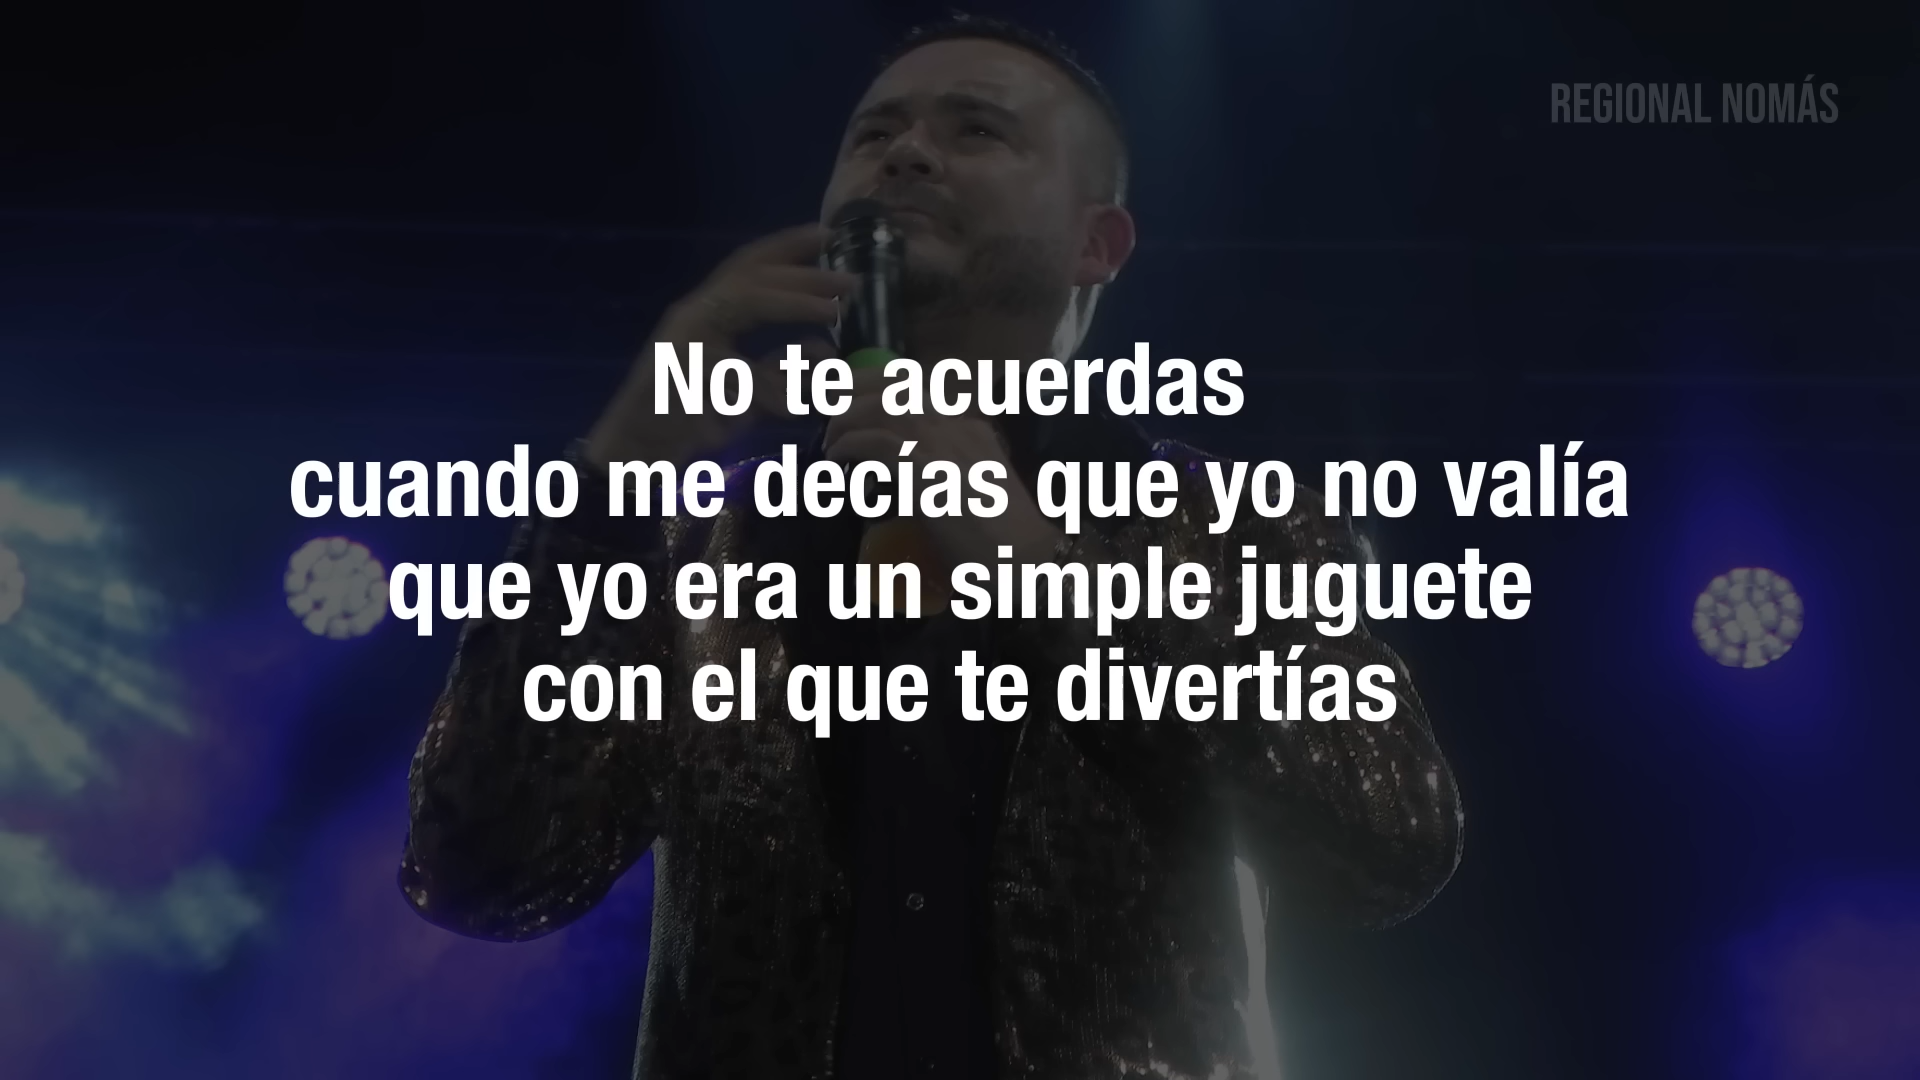 REGIONAL NOMÁS
No te acuerdas
cuando me decías que yo no valía
que yo era un simple juguete
con el que te divertías